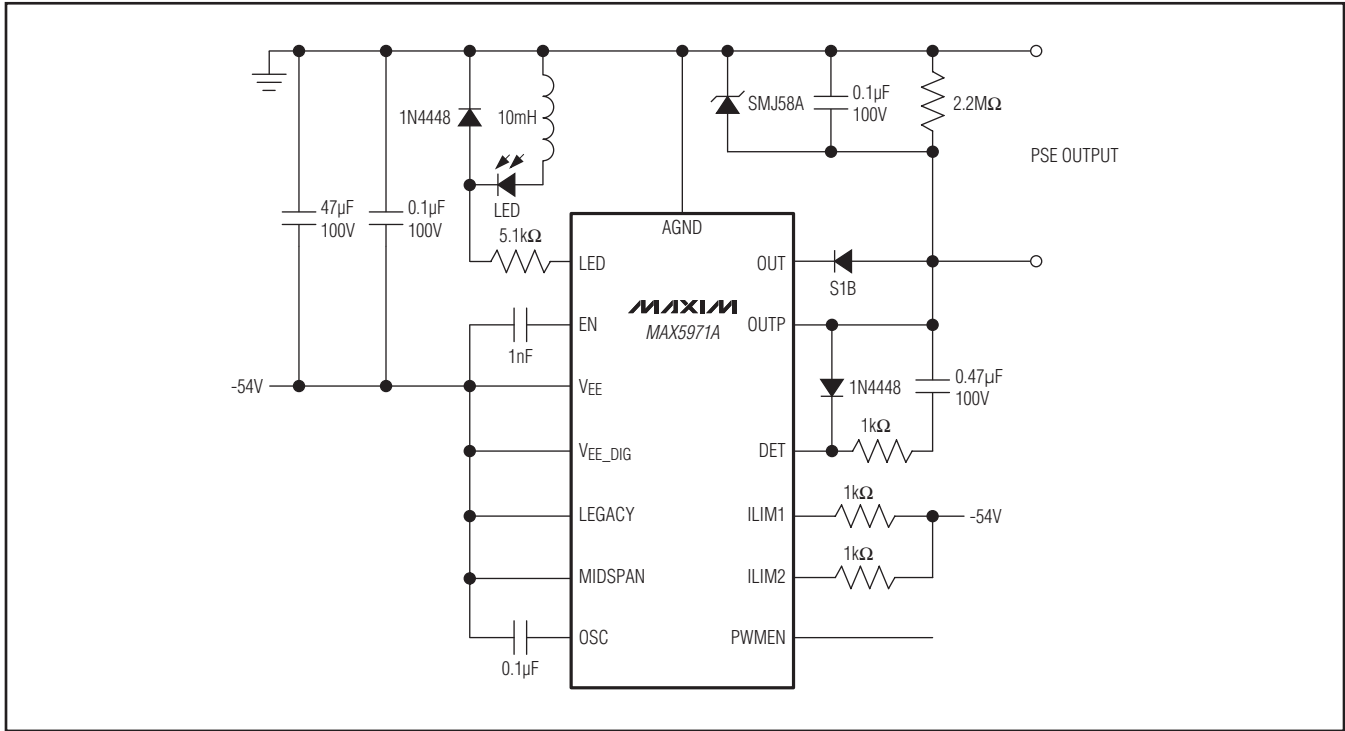 1N4448
10mH
SMJ58A
0.1µF
100V
2.2MΩ
PSE OUTPUT
47µF
100V
0.1µF
100V
LED
5.1kΩ
AGND
LED
OUT
S1B
MAXIM
MAX5971A
EN
1nF
OUTP
-54V
VEE
1N4448
0.47µF
100V
1kΩ
VEE_DIG
DET
1kΩ
LEGACY
ILIM1
-54V
1kΩ
MIDSPAN
ILIM2
OSC
0.1µF
PWMEN